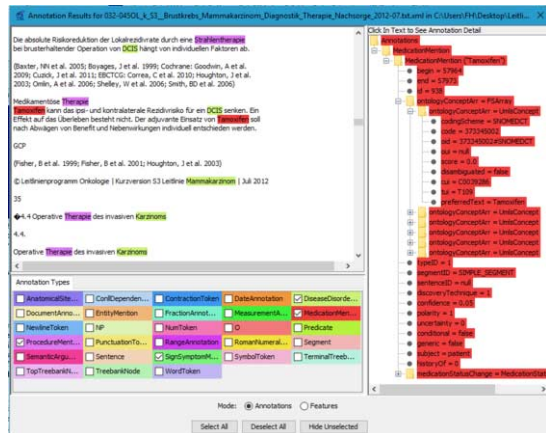 Annotation Results for 032-045OL_k_S3__Brustkrebs_Mammakarzinom_Diagnostik_Therapie_Nachsorge_2012-07.txt.xml in C:\Users\FH\Desktop\Leitli...
Die absolute Risikoreduktion der Lokalrezidivrate durch eine Strahlentherapie
bei brusterhaltender Operation von DCIS hängt von individuellen Faktoren ab.
(Baxter, NN et al. 2005; Boyages, J et al. 1999; Cochrane: Goodwin, A et al.
2009; Cuzick, J et al. 2011; EBCTCG: Correa, C et al. 2010; Houghton, J et al.
2003; Omlin, A et al. 2006; Shelley, W et al. 2006; Smith, BD et al. 2006)
Medikamentöse Therapie
Tamoxifen kann das ipsi- und kontralaterale Rezidivrisiko für ein DCIS senken. Ein
Effekt auf das Überleben besteht nicht. Der adjuvante Einsatz von Tamoxifen soll
nach Abwägen von Benefit und Nebenwirkungen individuell entschieden werden.
GCP
(Fisher, B et al. 1999; Fisher, B et al. 2001; Houghton, J et al. 2003)
© Leitlinienprogramm Onkologie | Kurzversion S3 Leitlinie Mammakarzinom | Juli 2012
35
�4.4 Operative Therapie des invasiven Karzinoms
4.4.
Operative Therapie des invasiven Karzinoms
Annotation Types
AnatomicalSite... ConllDependen... ContractionToken DateAnnotation DiseaseDisorde...
DocumentAnno... EntityMention FractionAnnot... MeasurementA... MedicationMen...
NewlineToken NP NumToken O Predicate
ProcedureMent... PunctuationTo... RangeAnnotation RomanNumeral... Segment
SemanticArgu... Sentence SignSymptomM... SymbolToken TerminalTreeb...
TopTreebankN... TreebankNode WordToken
Click In Text to See Annotation Detail
Annotations
MedicationMention
MedicationMention ("Tamoxifen")
begin = 57964
end = 57973
id = 938
ontologyConceptArr = FSArray
ontologyConceptArr = UmlsConcept
codingScheme = SNOMEDCT
code = 373345002
oid = 373345002#SNOMEDCT
oui = null
score = 0.0
disambiguated = false
cui = C0039286
tui = T109
preferredText = Tamoxifen
ontologyConceptArr = UmlsConcept
ontologyConceptArr = UmlsConcept
ontologyConceptArr = UmlsConcept
ontologyConceptArr = UmlsConcept
typeID = 1
segmentID = SIMPLE_SEGMENT
sentenceID = null
discoveryTechnique = 1
confidence = 0.05
polarity = 1
uncertainty = 0
conditional = false
generic = false
subject = patient
historyOf = 0
medicationStatusChange = MedicationStat
Mode: Annotations Features
Select All Deselect All Hide Unselected